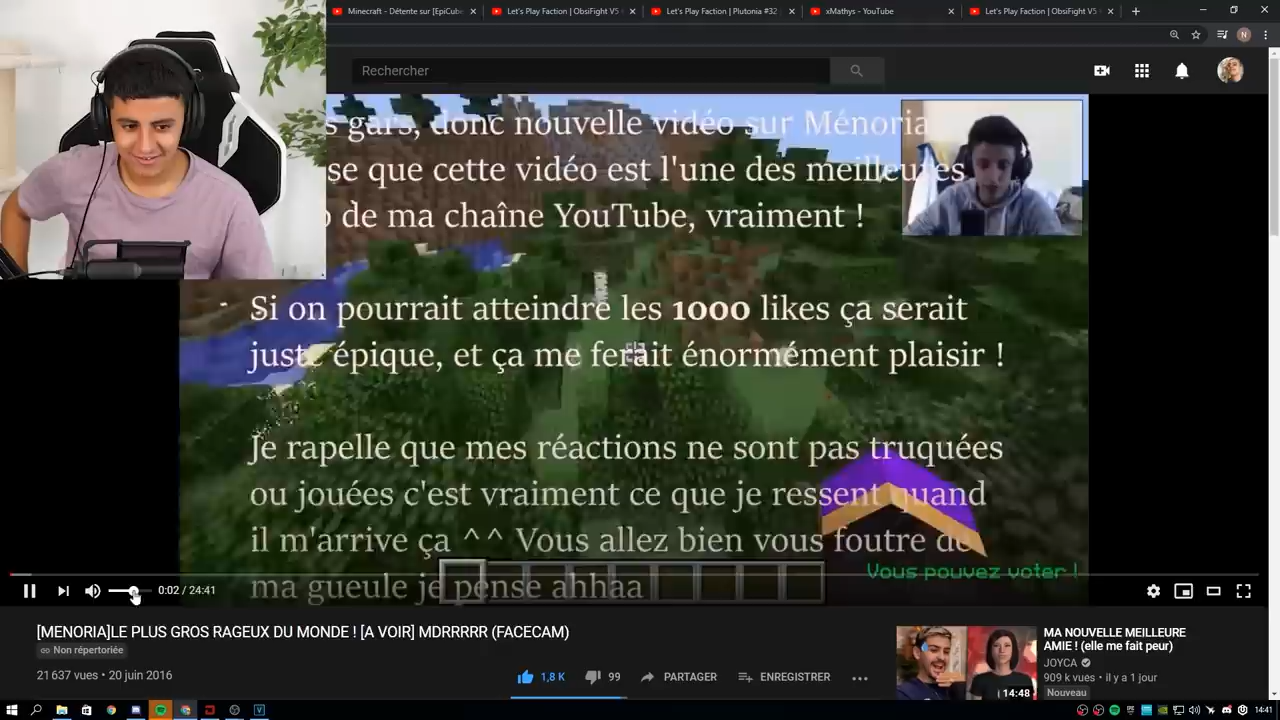 Minecraft - Détente sur [EpiCube
Let's Play Faction | ObsiFight V5
Let's Play Faction | Plutonia
xMathys - YouTube
Let's Play Faction | ObsiFight V5
Rechercher
s gars, donc nouvelle vidéo sur Ménoria
se que cette vidéo est l'une des meilleures
de ma chaîne YouTube, vraiment !
Si on pourrait atteindre les 1000 likes ça serait
juste épique, et ça me ferait énormément plaisir !
Je rapelle que mes réactions ne sont pas truquées
ou jouées c'est vraiment ce que je ressent quand
il m'arrive ça ^^ Vous allez bien vous foutre de
ma gueule je pense ahhaa
Vous pouvez voter !
0:02 / 24:41
[MENORIA]LE PLUS GROS RAGEUX DU MONDE ! [A VOIR] MDRRRRR (FACECAM)
Non répertoriée
21 637 vues • 20 juin 2016
1,8 K
99
PARTAGER
ENREGISTRER
14:48
MA NOUVELLE MEILLEURE
AMIE ! (elle me fait peur)
JOYCA
909 k vues • il y a 1 jour
Nouveau
14:41